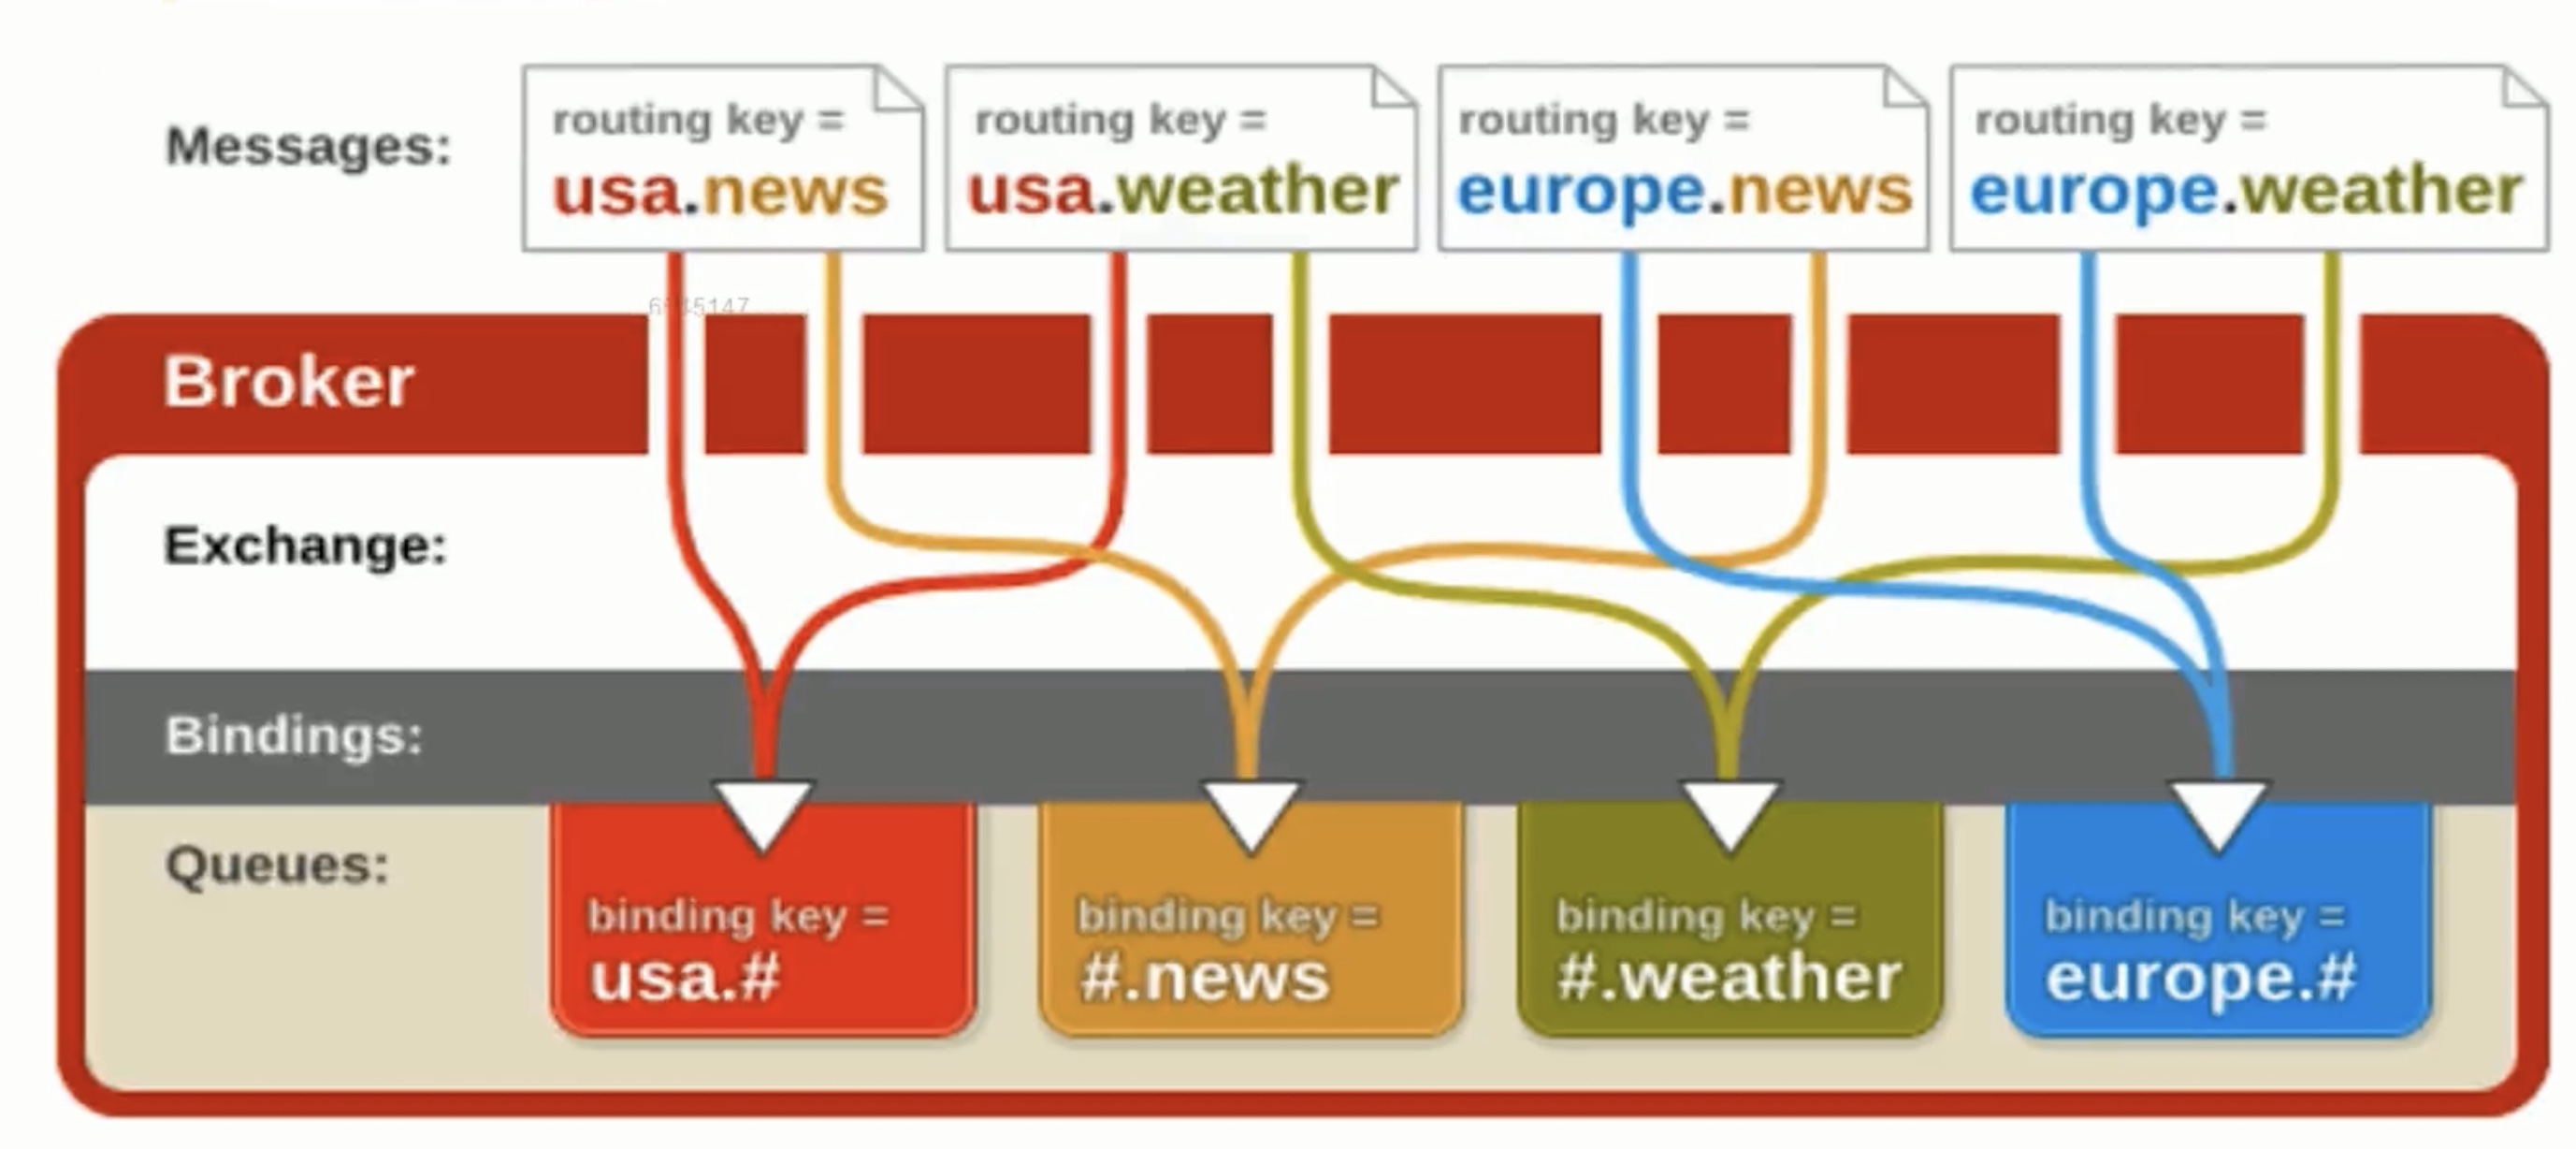 Messages:
routing key =
usa.news
routing key =
usa.weather
routing key =
europe.news
routing key =
europe.weather
Broker
Exchange:
Bindings:
Queues:
binding key =
usa.#
binding key =
#.news
binding key =
#.weather
binding key =
europe.#